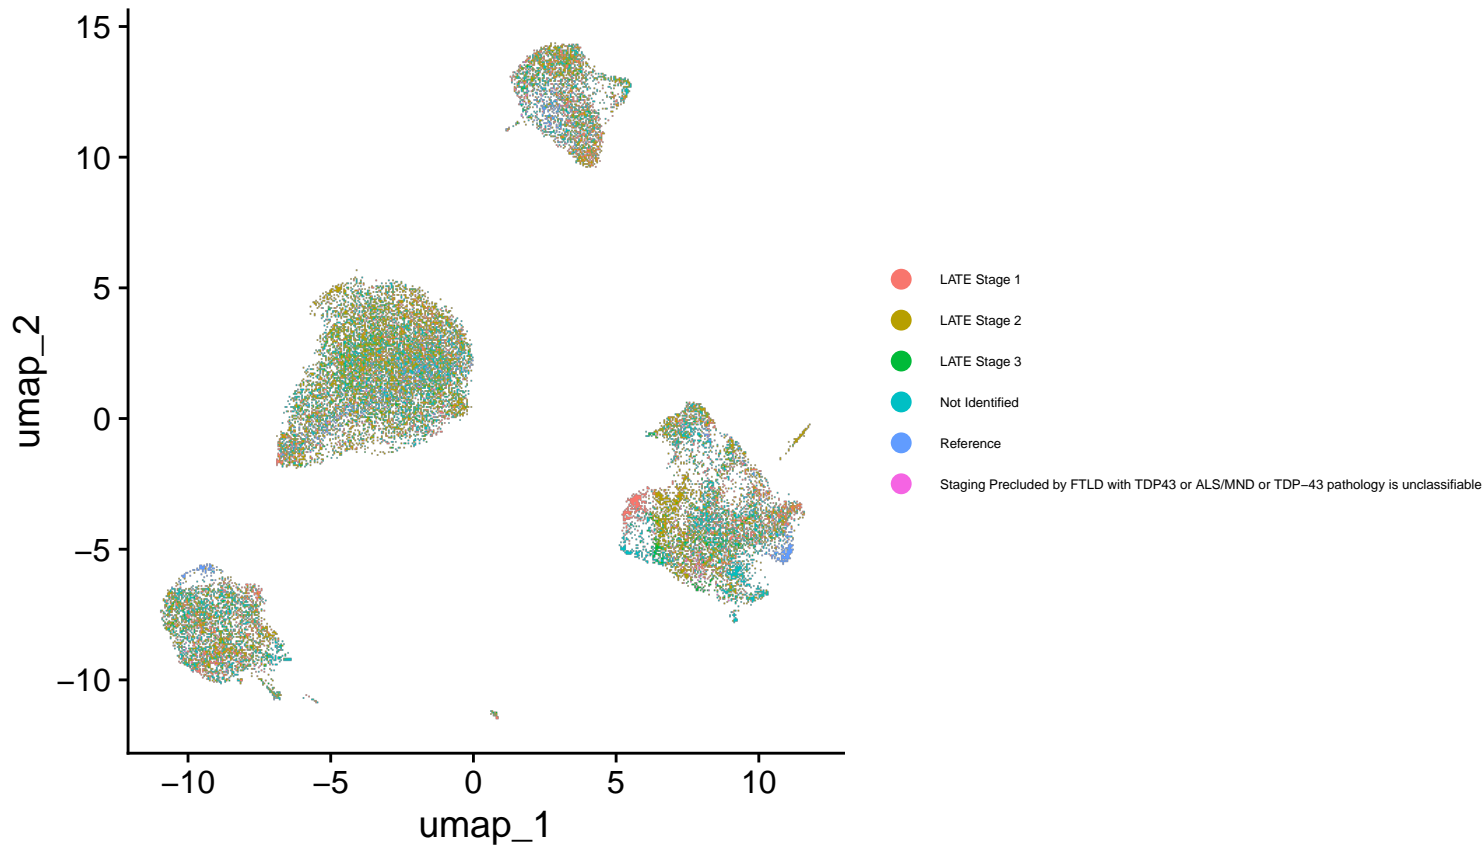 15
10
5
0
−5
−10
umap_2
−10
−5
0
5
10
umap_1
LATE Stage 1
LATE Stage 2
LATE Stage 3
Not Identified
Reference
Staging Precluded by FTLD with TDP43 or ALS/MND or TDP−43 pathology is unclassifiable